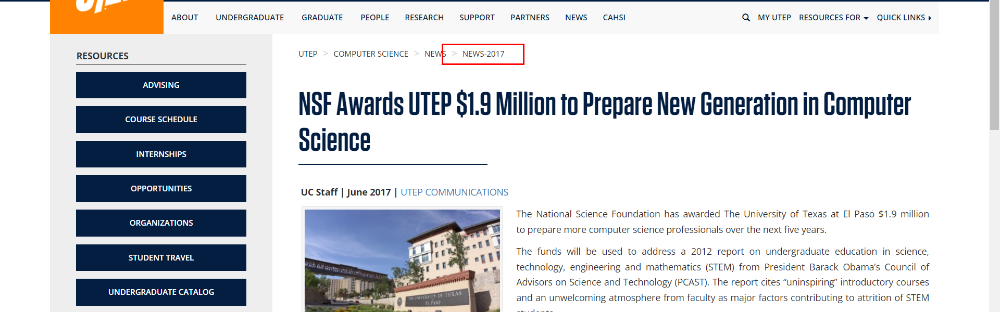 ABOUT UNDERGRADUATE GRADUATE PEOPLE RESEARCH SUPPORT PARTNERS NEWS CAHSI MY UTEP RESOURCES FOR QUICK LINKS
RESOURCES
ADVISING
COURSE SCHEDULE
INTERNSHIPS
OPPORTUNITIES
ORGANIZATIONS
STUDENT TRAVEL
UNDERGRADUATE CATALOG
UTEP > COMPUTER SCIENCE > NEWS > NEWS-2017
NSF Awards UTEP $1.9 Million to Prepare New Generation in Computer
Science
UC Staff | June 2017 | UTEP COMMUNICATIONS
THE UNIVERSITY OF TEXAS
EL PASO
The National Science Foundation has awarded The University of Texas at El Paso $1.9 million
to prepare more computer science professionals over the next five years.
The funds will be used to address a 2012 report on undergraduate education in science,
technology, engineering and mathematics (STEM) from President Barack Obama’s Council of
Advisors on Science and Technology (PCAST). The report cites “uninspiring” introductory courses
and an unwelcoming atmosphere from faculty as major factors contributing to attrition of STEM